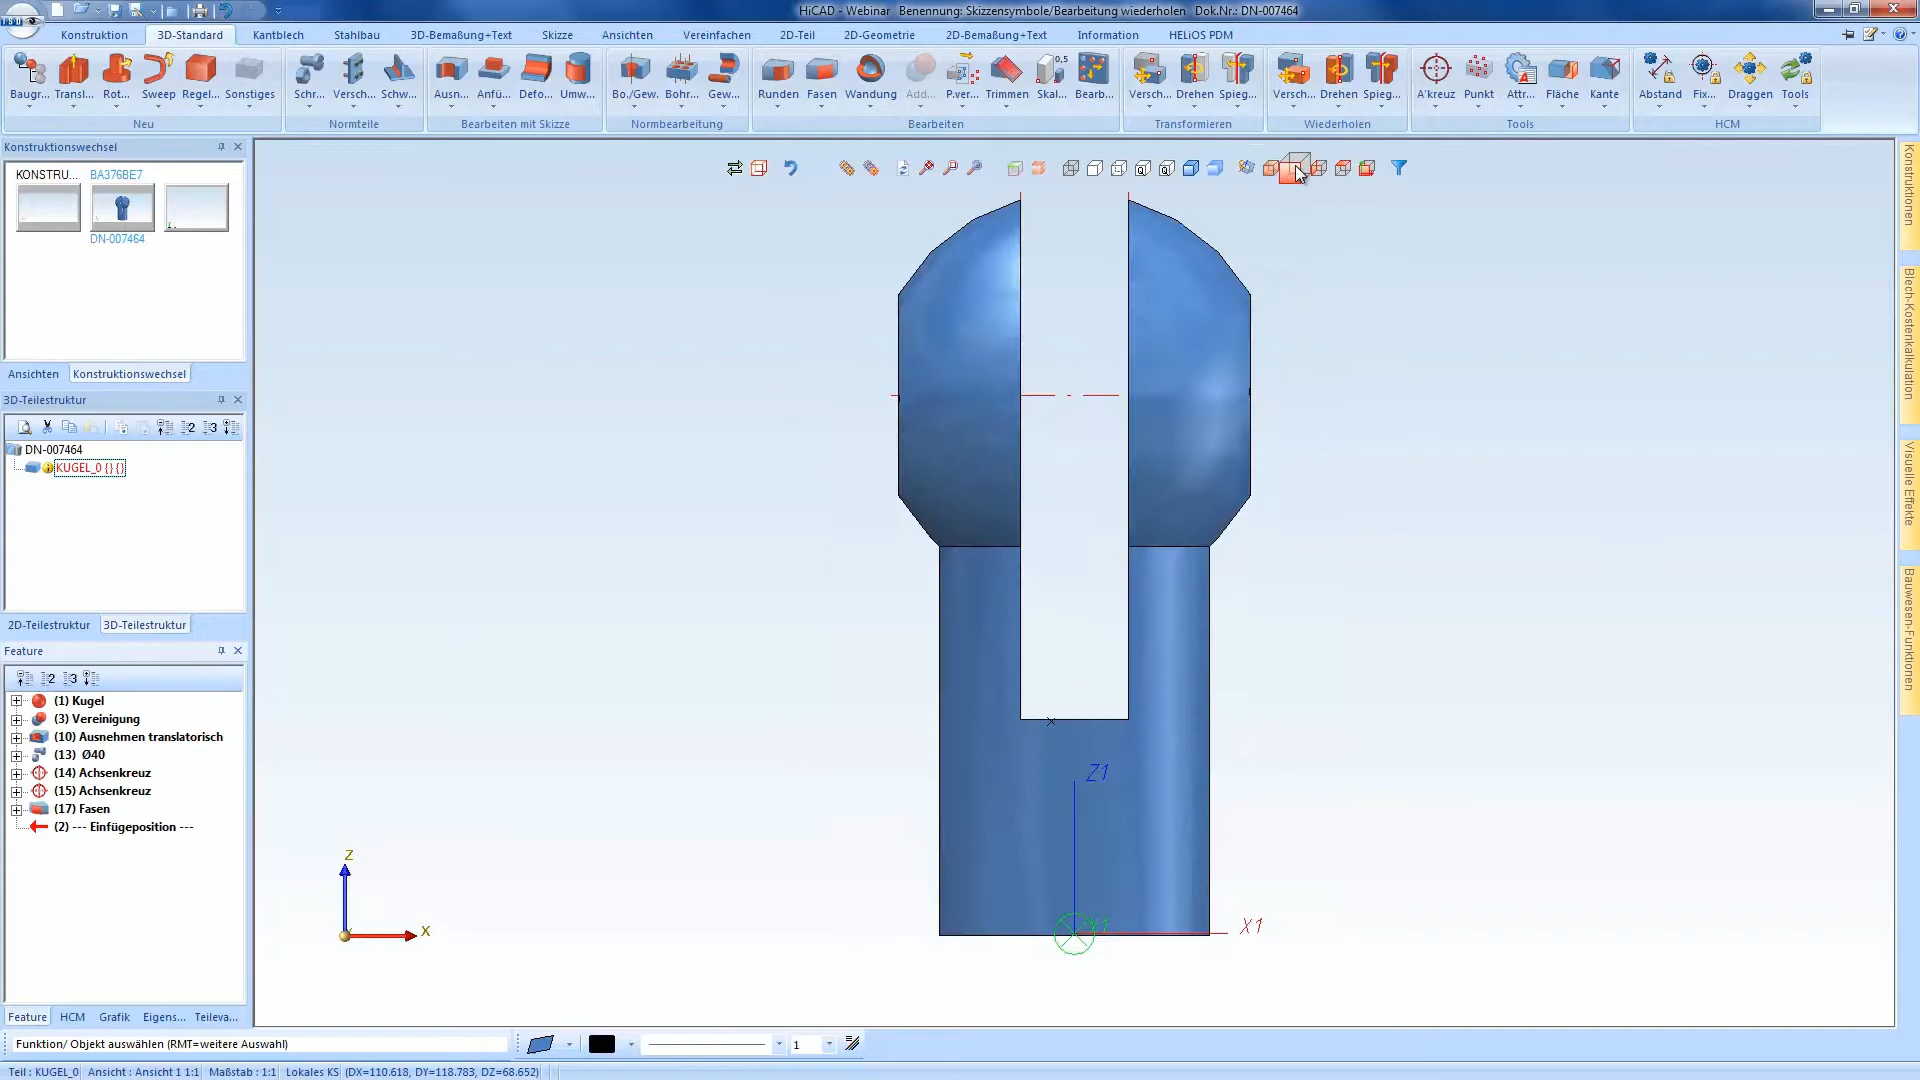 HiCAD - Webinar   Benennung: Skizzensymbole/Bearbeitung wiederholen   Dok.Nr.: DN-007464
ISD
Konstruktion 3D-Standard Kantblech Stahlbau 3D-Bemaßung+Text Skizze Ansichten Vereinfachen 2D-Teil 2D-Geometrie 2D-Bemaßung+Text Information HELiOS PDM
Baugr... Transl... Rot... Sweep Regel... Sonstiges Schr... Versch... Schw... Ausn... Anfü... Defo... Umw... Bo./Gew. Bohr... Gew... Runden Fasen Wandung Add... P.ver... Trimmen Skal... Bearb... Versch... Drehen Spieg... Versch... Drehen Spieg... A'kreuz Punkt Attr... Fläche Kante Abstand Fix... Draggen Tools
0,5
Neu Normteile Bearbeiten mit Skizze Normbearbeitung Bearbeiten Transformieren Wiederholen Tools HCM
Konstruktionswechsel
KONSTRU... BA376BE7
DN-007464
Ansichten Konstruktionswechsel
3D-Teilestruktur
2 3
DN-007464
KUGEL_0 {} {}
2D-Teilestruktur 3D-Teilestruktur
Feature
2 3
(1) Kugel
(3) Vereinigung
(10) Ausnehmen translatorisch
(13) Ø40
(14) Achsenkreuz
(15) Achsenkreuz
(17) Fasen
(2) --- Einfügeposition ---
Feature HCM Grafik Eigens... Teileva...
Z1
X1
Z
X
Konstruktionen
Blech-Kostenkalkulation
Visuelle Effekte
Bauwesen-Funktionen
Funktion/ Objekt auswählen (RMT=weitere Auswahl)
1
Teil : KUGEL_0 Ansicht : Ansicht 1 1:1 Maßstab : 1:1 Lokales KS (DX=110.618, DY=118.783, DZ=68.652)